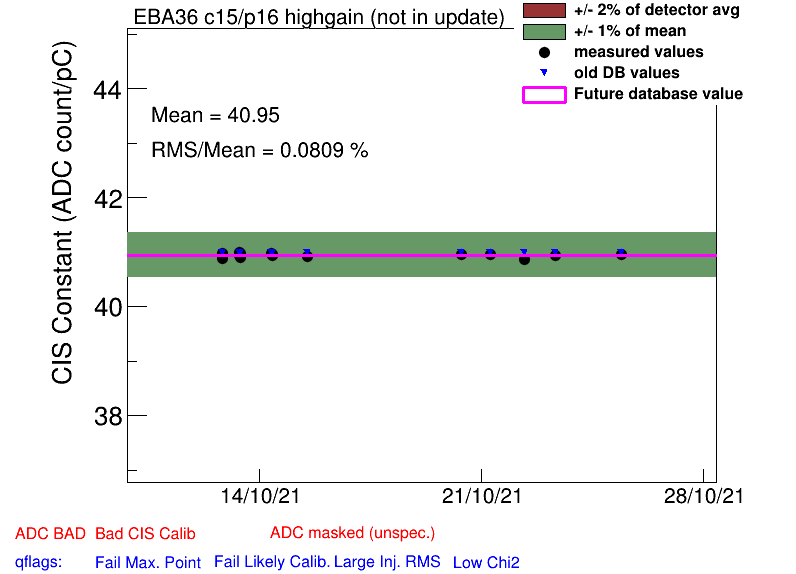 EBA36 c15/p16 highgain (not in update)
+/- 2% of detector avg
+/- 1% of mean
measured values
old DB values
Future database value
Mean = 40.95
RMS/Mean = 0.0809 %
CIS Constant (ADC count/pC)
44
42
40
38
14/10/21 21/10/21 28/10/21
ADC BAD Bad CIS Calib ADC masked (unspec.)
qflags: Fail Max. Point Fail Likely Calib. Large Inj. RMS Low Chi2